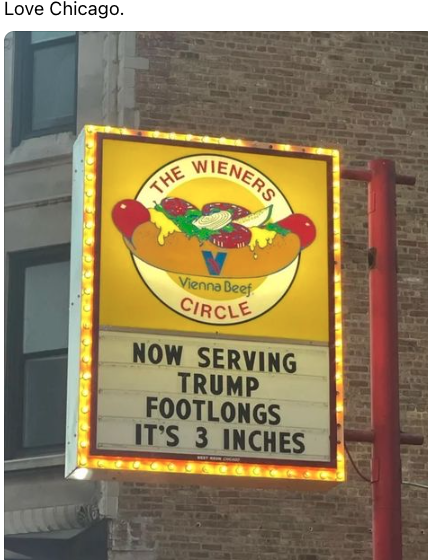 Love Chicago.
THE WIENERS
Vienna Beef
CIRCLE
NOW SERVING
TRUMP
FOOTLONGS
IT'S 3 INCHES